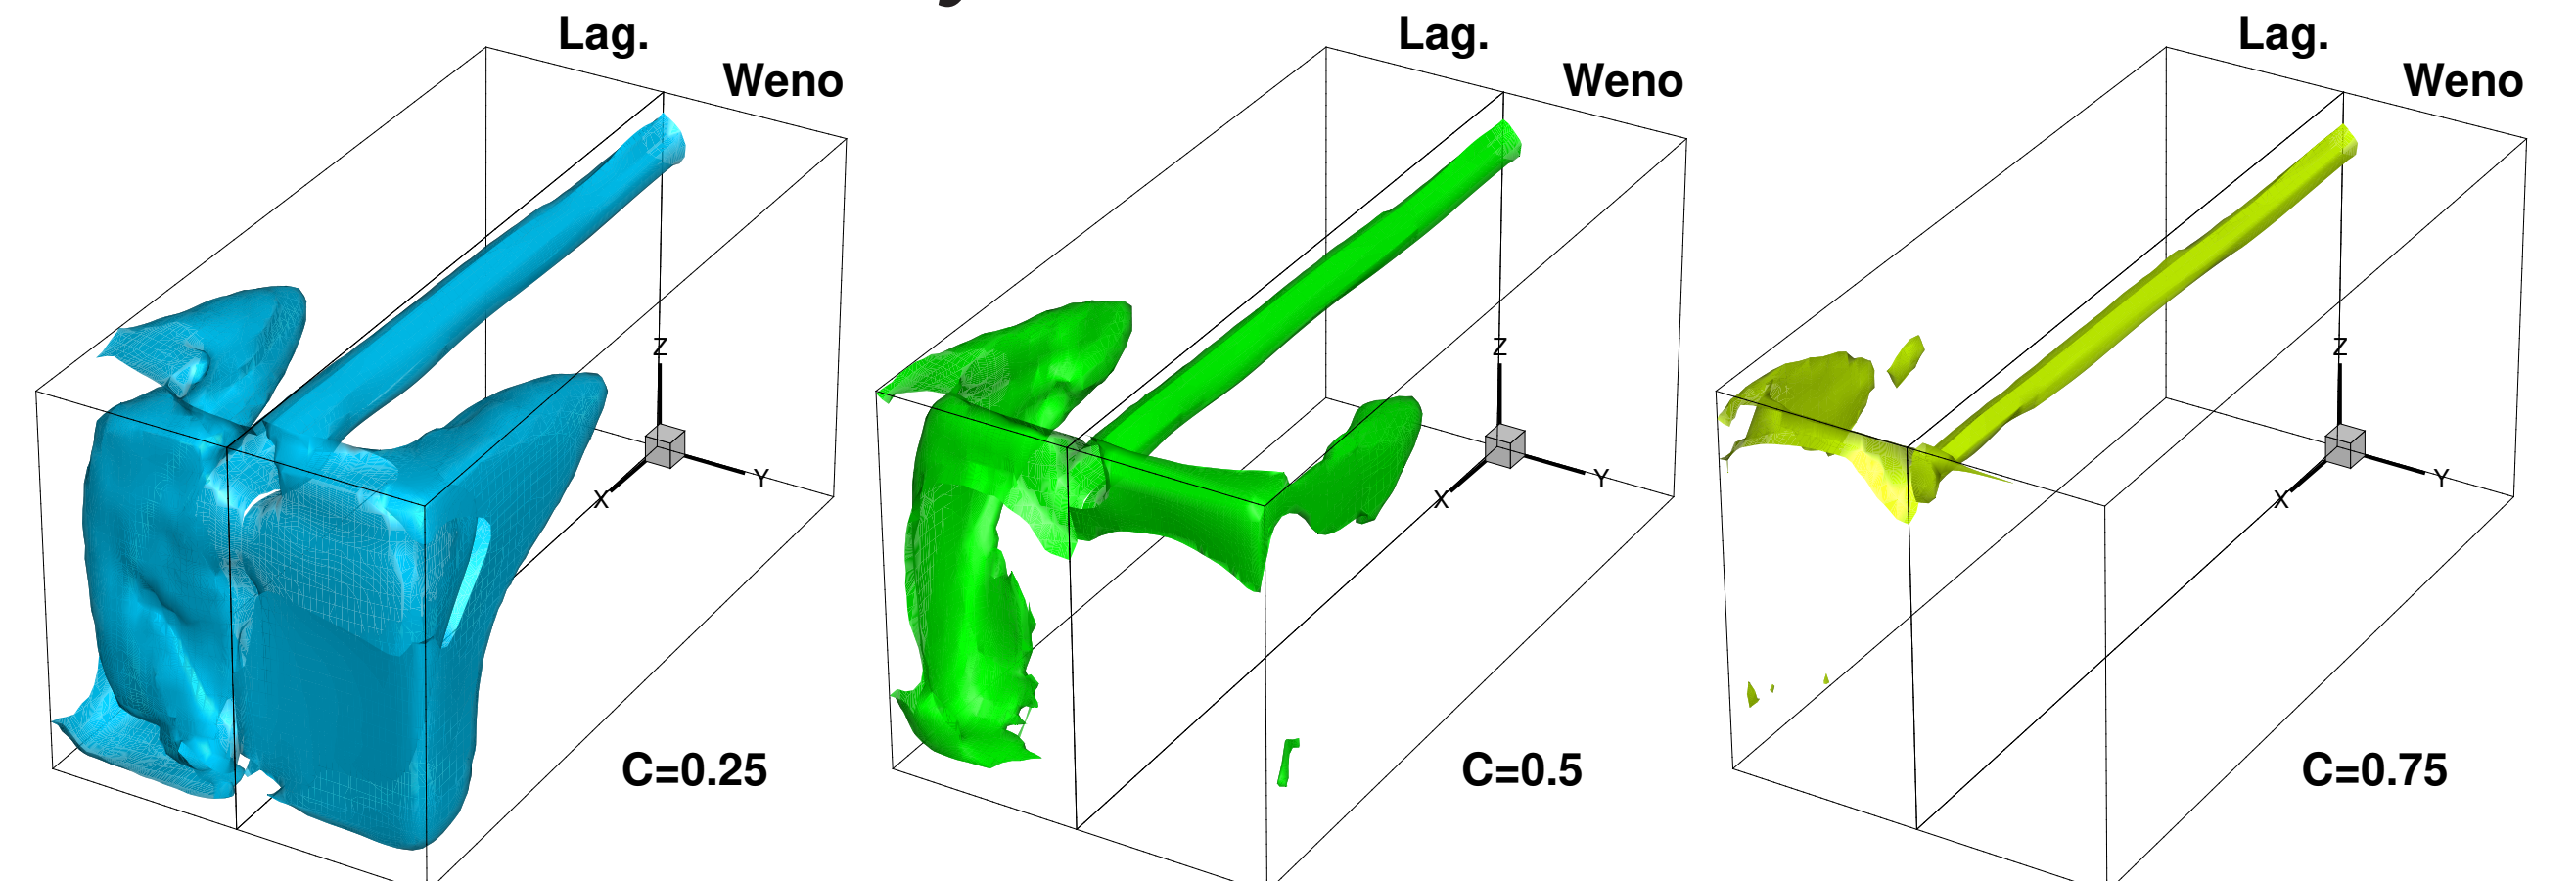 Lag.
Weno
Z
Y
X
C=0.25
Lag.
Weno
Z
Y
X
C=0.5
Lag.
Weno
Z
Y
X
C=0.75